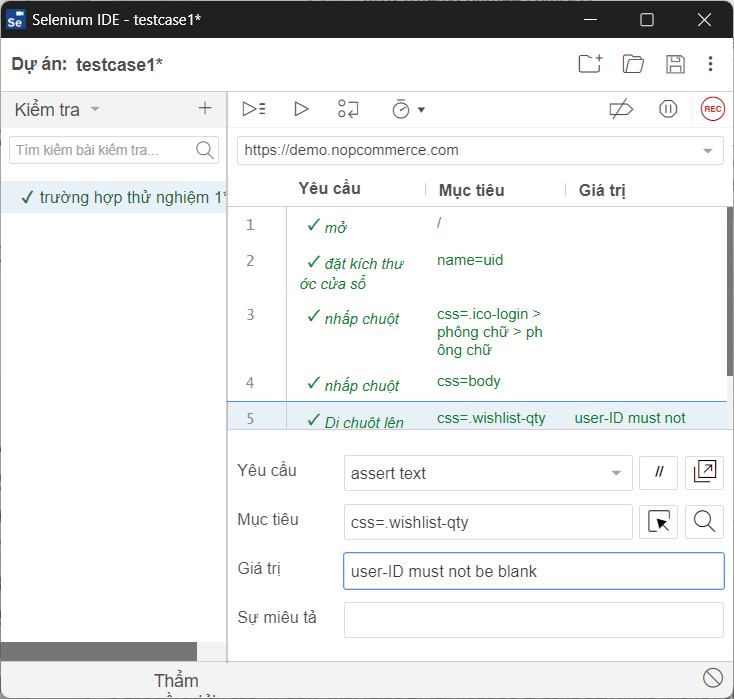 Selenium IDE - testcase1*
Dự án: testcase1*
Kiểm tra
REC
Tìm kiếm bài kiểm tra...
https://demo.nopcommerce.com
trường hợp thử nghiệm 1*
Yêu cầu Mục tiêu Giá trị
1 mở /
2 đặt kích thư name=uid
ớc cửa sổ
3 nhấp chuột css=.ico-login >
phông chữ > ph
ông chữ
4 nhấp chuột css=body
5 Di chuột lên css=.wishlist-qty user-ID must not
Yêu cầu assert text //
Mục tiêu css=.wishlist-qty
Giá trị user-ID must not be blank
Sự miêu tả
Thẩm